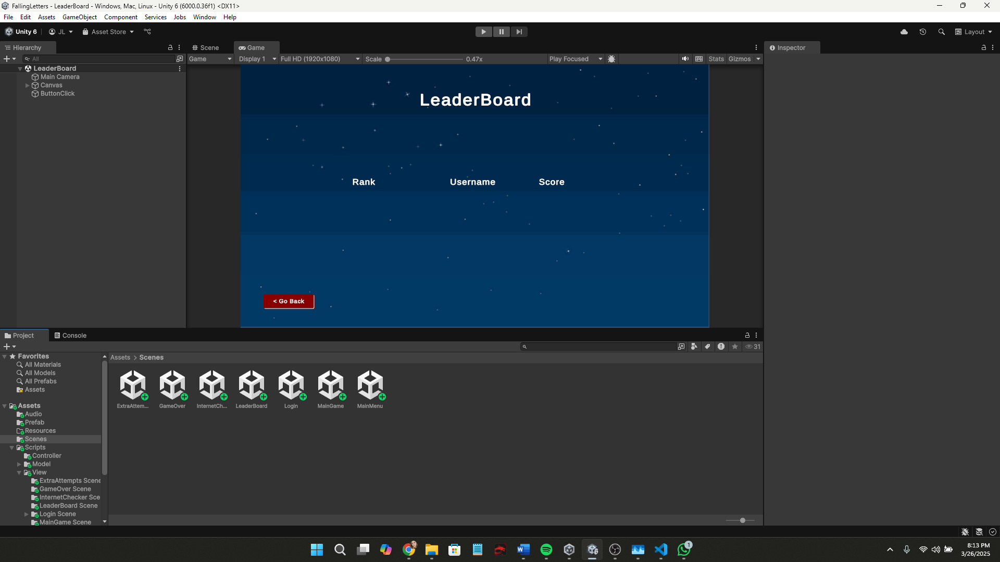 FallingLetters - LeaderBoard - Windows, Mac, Linux - Unity 6 (6000.0.36f1) <DX11>
File Edit Assets GameObject Component Services Jobs Window Help
Unity 6 JL Asset Store Layout
Hierarchy Scene Game Inspector
All Game Display 1 Full HD (1920x1080) Scale 0.47x Play Focused Stats Gizmos
LeaderBoard
Main Camera
Canvas
ButtonClick
LeaderBoard
Rank Username Score
< Go Back
Project Console
31
Favorites
All Materials
All Models
All Prefabs
Assets
Assets
Audio
Prefab
Resources
Scenes
Scripts
Controller
Model
View
ExtraAttempts Scene
GameOver Scene
InternetChecker Sce
LeaderBoard Scene
Login Scene
MainGame Scene
Assets > Scenes
ExtraAttem... GameOver InternetCh... LeaderBoard Login MainGame MainMenu
1
8:13 PM
3/26/2025